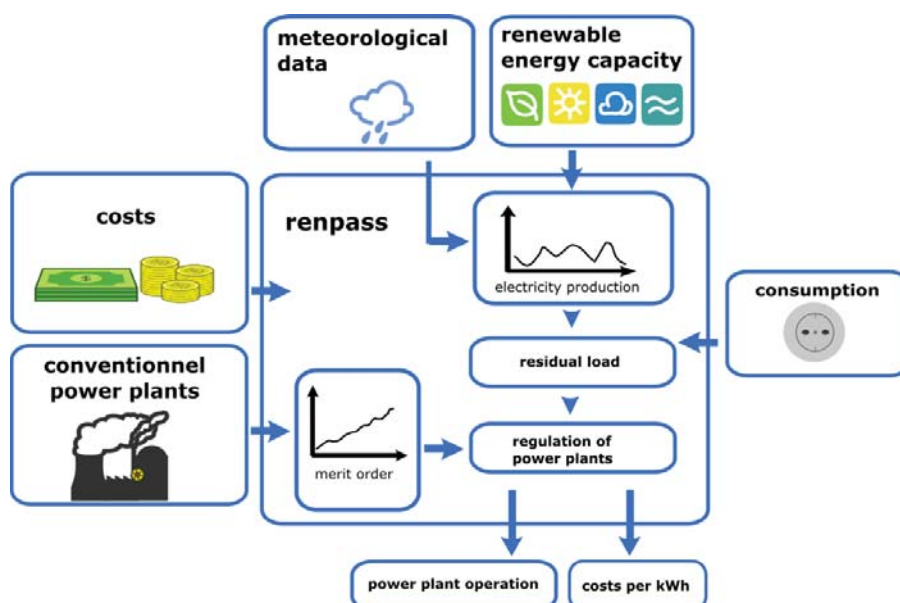 meteorological
data
renewable
energy capacity
costs
renpass
electricity production
consumption
residual load
conventionnel
power plants
merit order
regulation of
power plants
power plant operation
costs per kWh